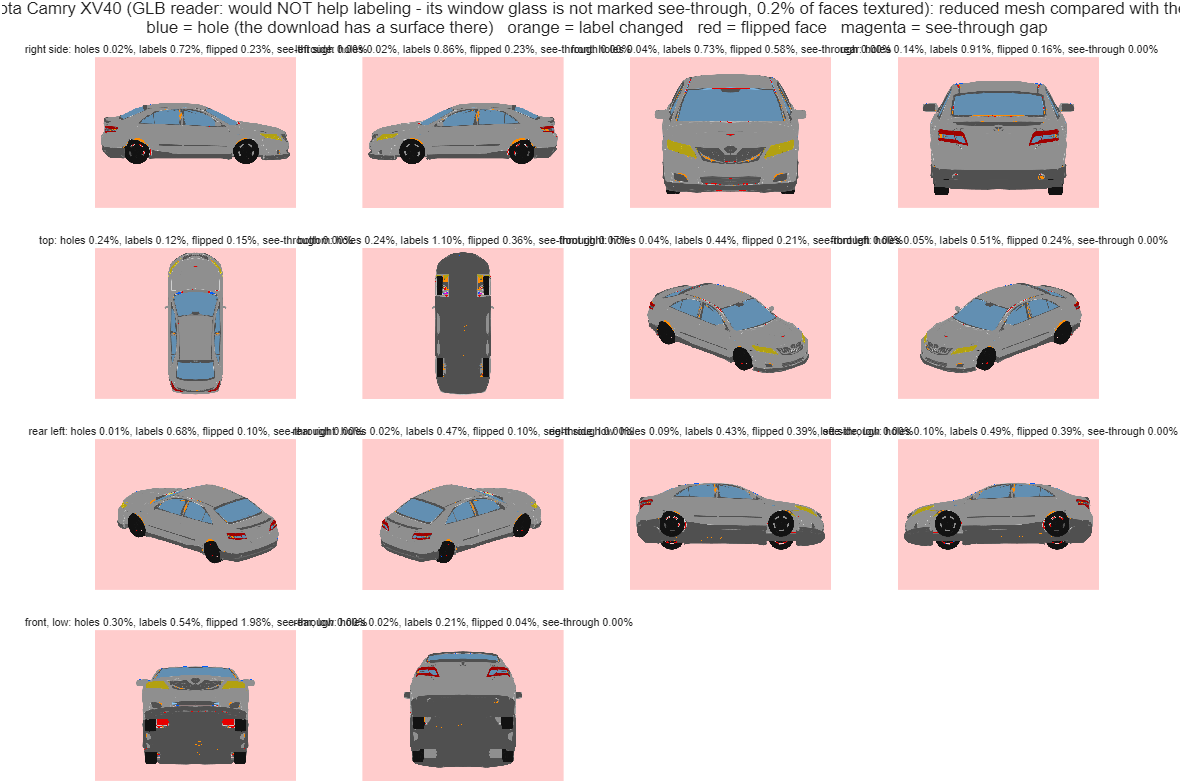 ota Camry XV40 (GLB reader: would NOT help labeling - its window glass is not marked see-through, 0.2% of faces textured): reduced mesh compared with the
blue = hole (the download has a surface there) orange = label changed red = flipped face magenta = see-through gap
right side: holes 0.02%, labels 0.72%, flipped 0.23%, 0.02%, labels 0.86%, flipped 0.23%, 0.04%, labels 0.73%, flipped 0.58%, 0.14%, labels 0.91%, flipped 0.16%, see-through 0.00%
top: holes 0.24%, labels 0.12%, flipped 0.15%, 0.24%, labels 1.10%, flipped 0.36%, 0.04%, labels 0.44%, flipped 0.21%, 0.05%, labels 0.51%, flipped 0.24%, see-through 0.00%
rear left: holes 0.01%, labels 0.68%, flipped 0.10%, 0.02%, labels 0.47%, flipped 0.10%, holes 0.09%, labels 0.43%, flipped 0.39%, 0.10%, labels 0.49%, flipped 0.39%, see-through 0.00%
front, low: holes 0.30%, labels 0.54%, flipped 1.98%, 0.02%, labels 0.21%, flipped 0.04%, see-through 0.00%